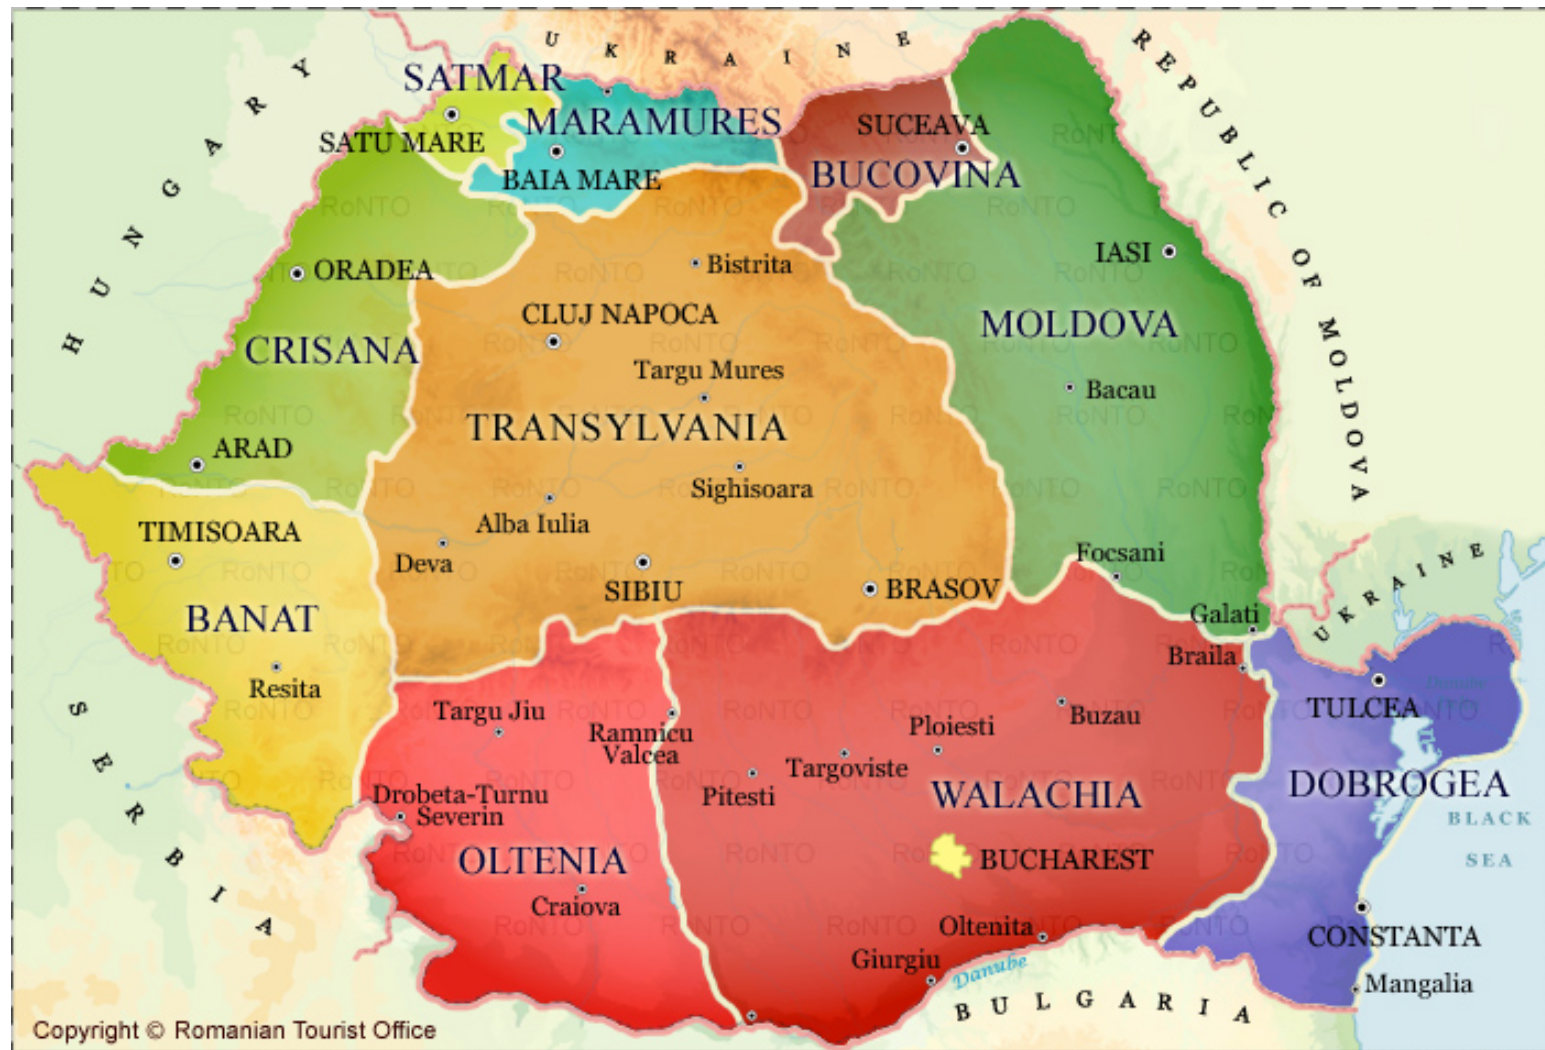 UKRAINE
REPUBLIC OF MOLDOVA
HUNGARY
SATMAR
SATU MARE
MARAMURES
BAIA MARE
SUCEAVA
BUCOVINA
ORADEA
Bistrita
IASI
CRISANA
CLUJ NAPOCA
MOLDOVA
Targu Mures
Bacau
TRANSYLVANIA
ARAD
Sighisoara
Alba Iulia
TIMISOARA
Deva
SIBIU
BRASOV
Focsani
UKRAINE
BANAT
Galati
Braila
Resita
SERBIA
Targu Jiu
Ramnicu
Valcea
Ploiesti
Buzau
TULCEA
Danube
Targoviste
Pitesti
WALACHIA
DOBROGEA
Drobeta-Turnu
Severin
BLACK
SEA
OLTENIA
BUCHAREST
Craiova
Oltenita
CONSTANTA
Giurgiu
Danube
Mangalia
BULGARIA
Copyright © Romanian Tourist Office
RoNTO